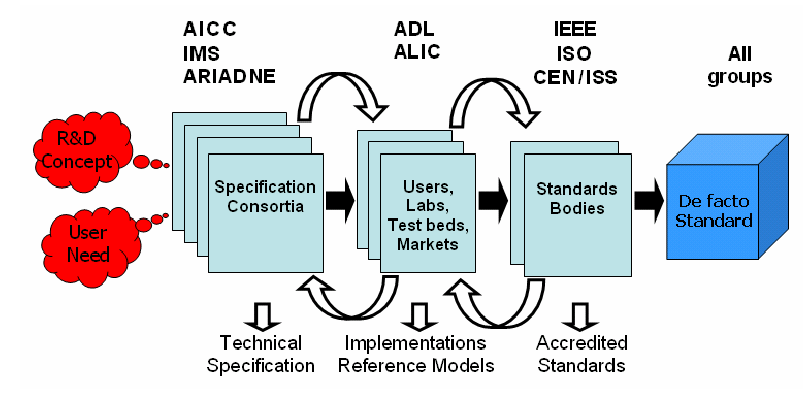 AICC
IMS
ARIADNE
ADL
ALIC
IEEE
ISO
CEN/ISS
All
groups
R&D
Concept
User
Need
Specification
Consortia
Users,
Labs,
Test beds,
Markets
Standards
Bodies
De facto
Standard
Technical
Specification
Implementations
Reference Models
Accredited
Standards